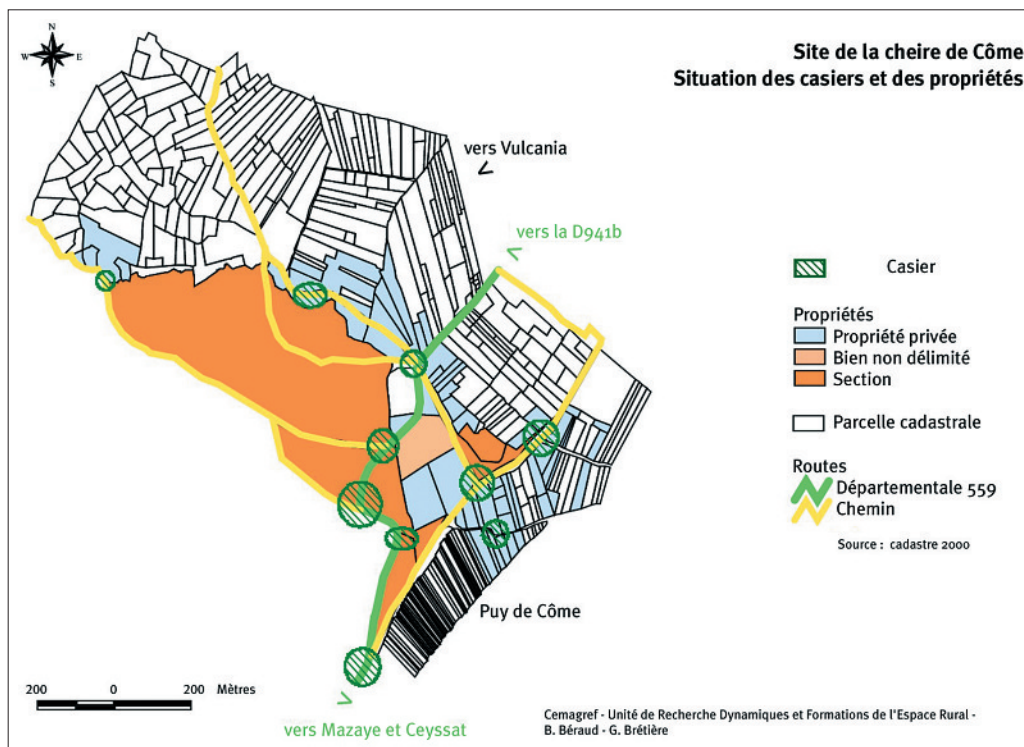 Site de la cheire de Côme
Situation des casiers et des propriétés
N
W E
S
vers Vulcania
vers la D941b
Casier
Propriétés
Propriété privée
Bien non délimité
Section
Parcelle cadastrale
Routes
Départementale 559
Chemin
Source : cadastre 2000
Puy de Côme
200 0 200 Mètres
vers Mazaye et Ceyssat
Cemagref - Unité de Recherche Dynamiques et Formations de l'Espace Rural -
B. Béraud - G. Brétière